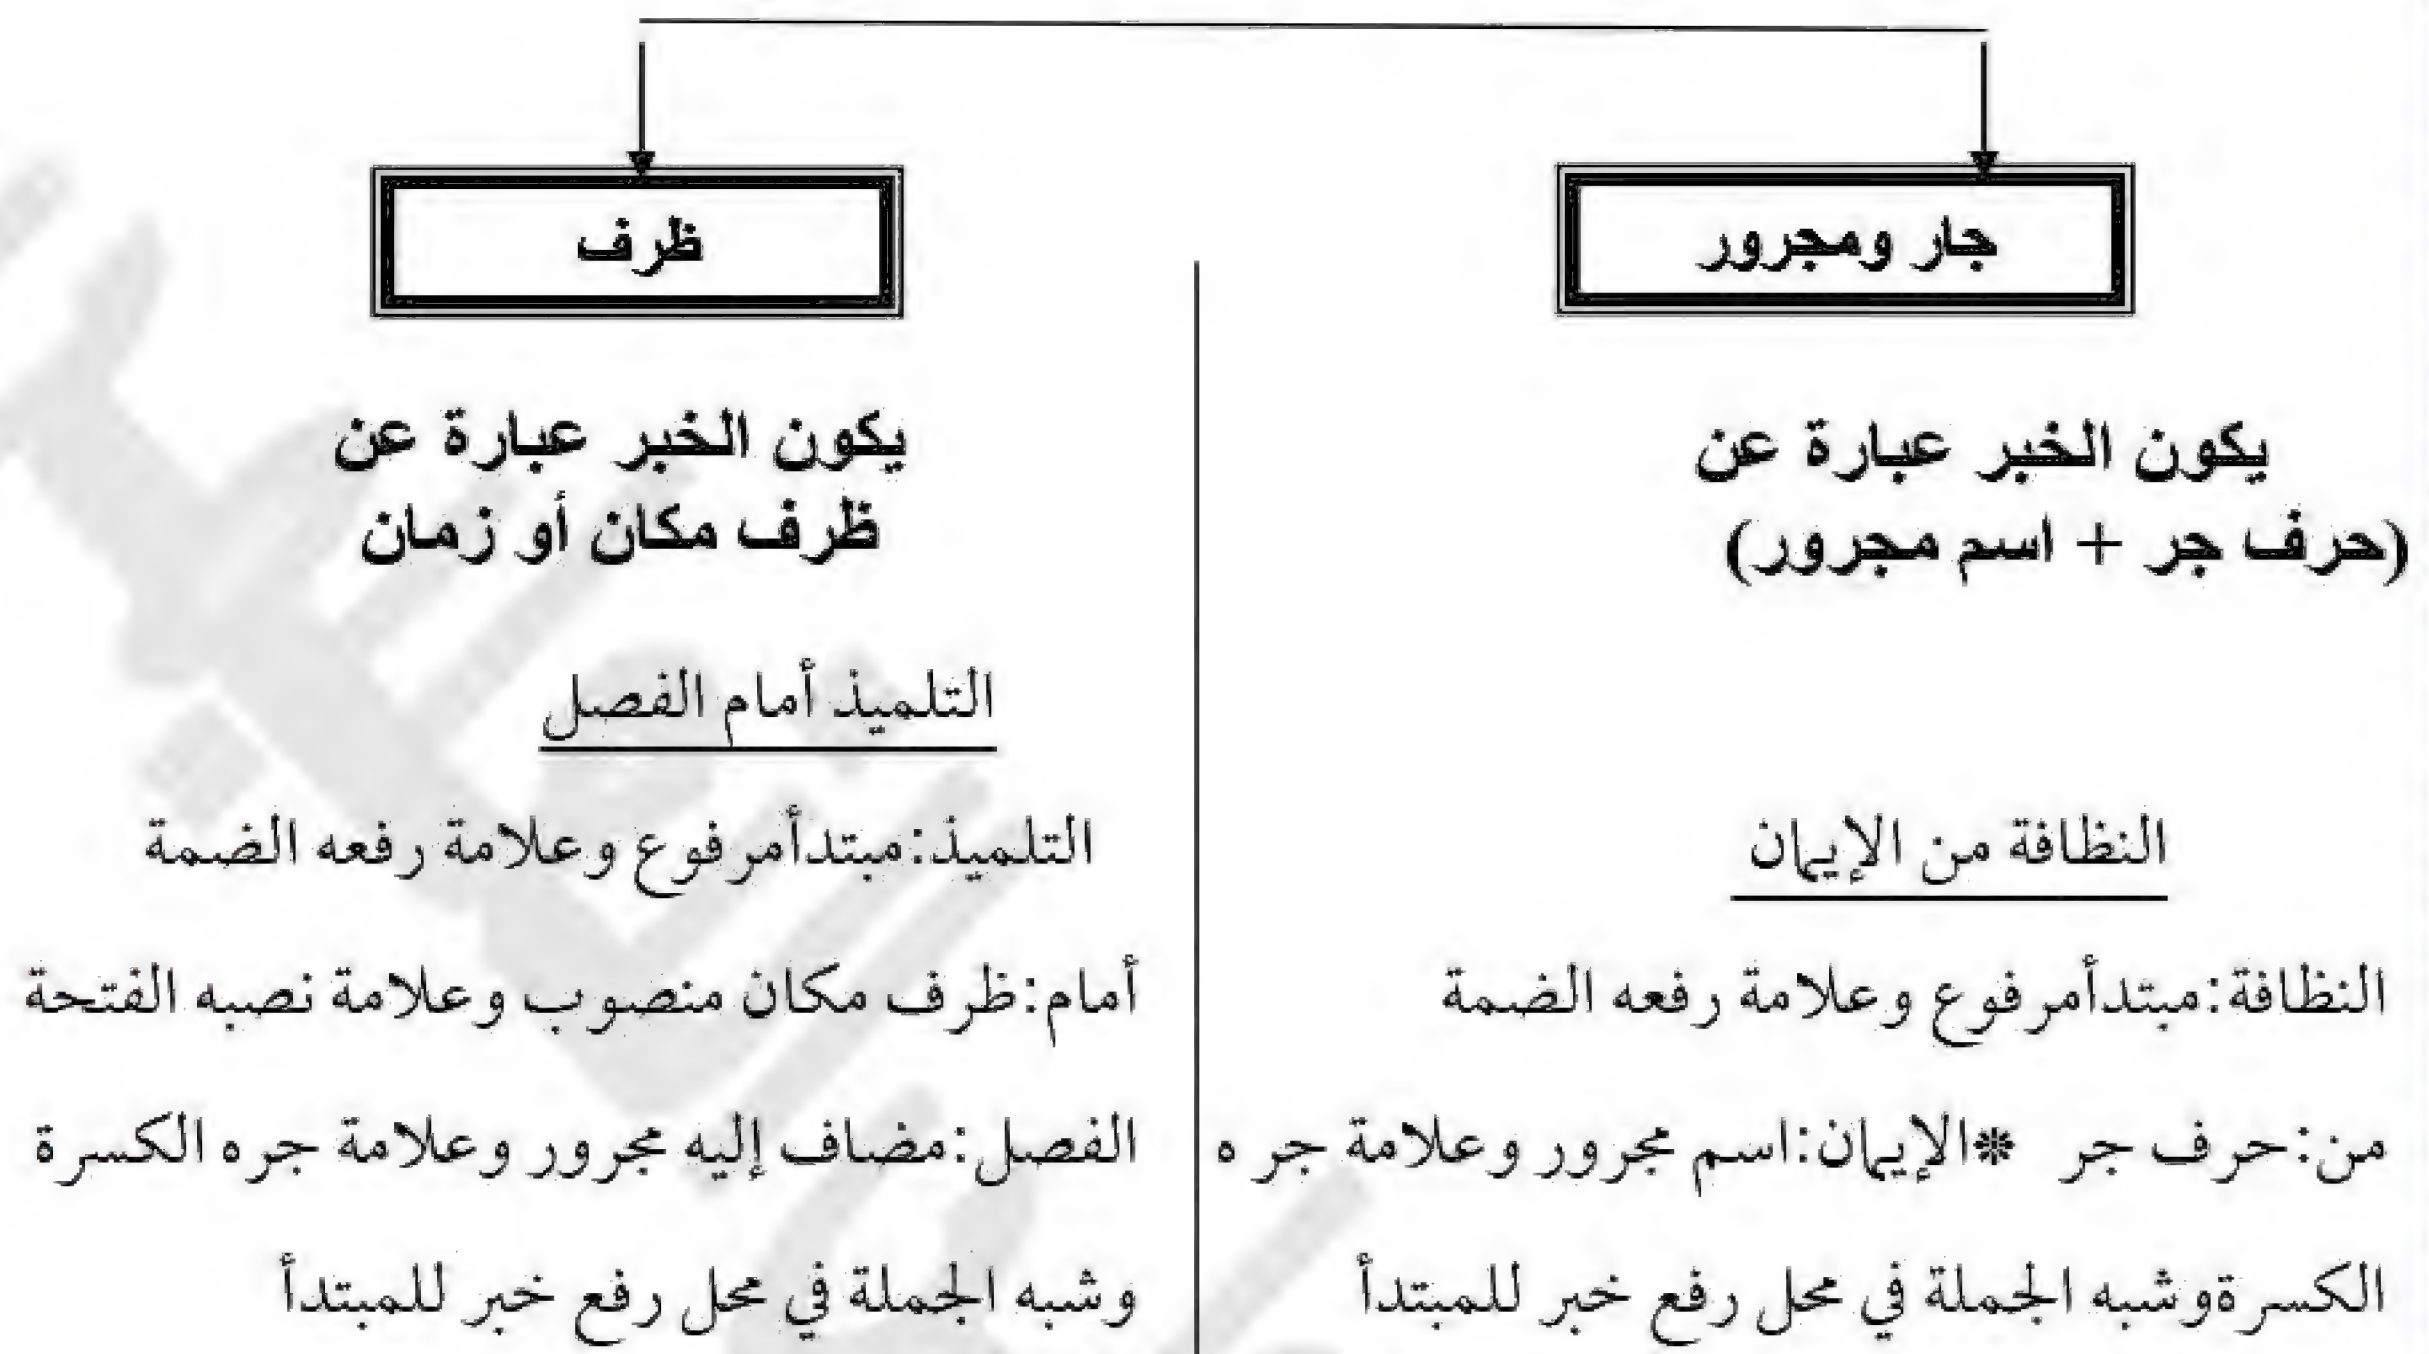 جار ومجرور
يكون الخبر عبارة عن
(حرف جر + اسم مجرور)
النظافة من الإيمان
النظافة:مبتدأمرفوع وعلامة رفعه الضمة
من:حرف جر *الإيمان:اسم مجرور وعلامة جر ه
الكسرةوشبه الجملة في محل رفع خبر للمبتدأ
ظرف
يكون الخبر عبارة عن
ظرف مكان أو زمان
التلميذ أمام الفصل
التلميذ:مبتدأمرفوع وعلامة رفعه الضمة
أمام:ظرف مكان منصوب وعلامة نصبه الفتحة
الفصل:مضاف إليه مجرور وعلامة جره الكسرة
وشبه الجملة في محل رفع خبر للمبتدأ